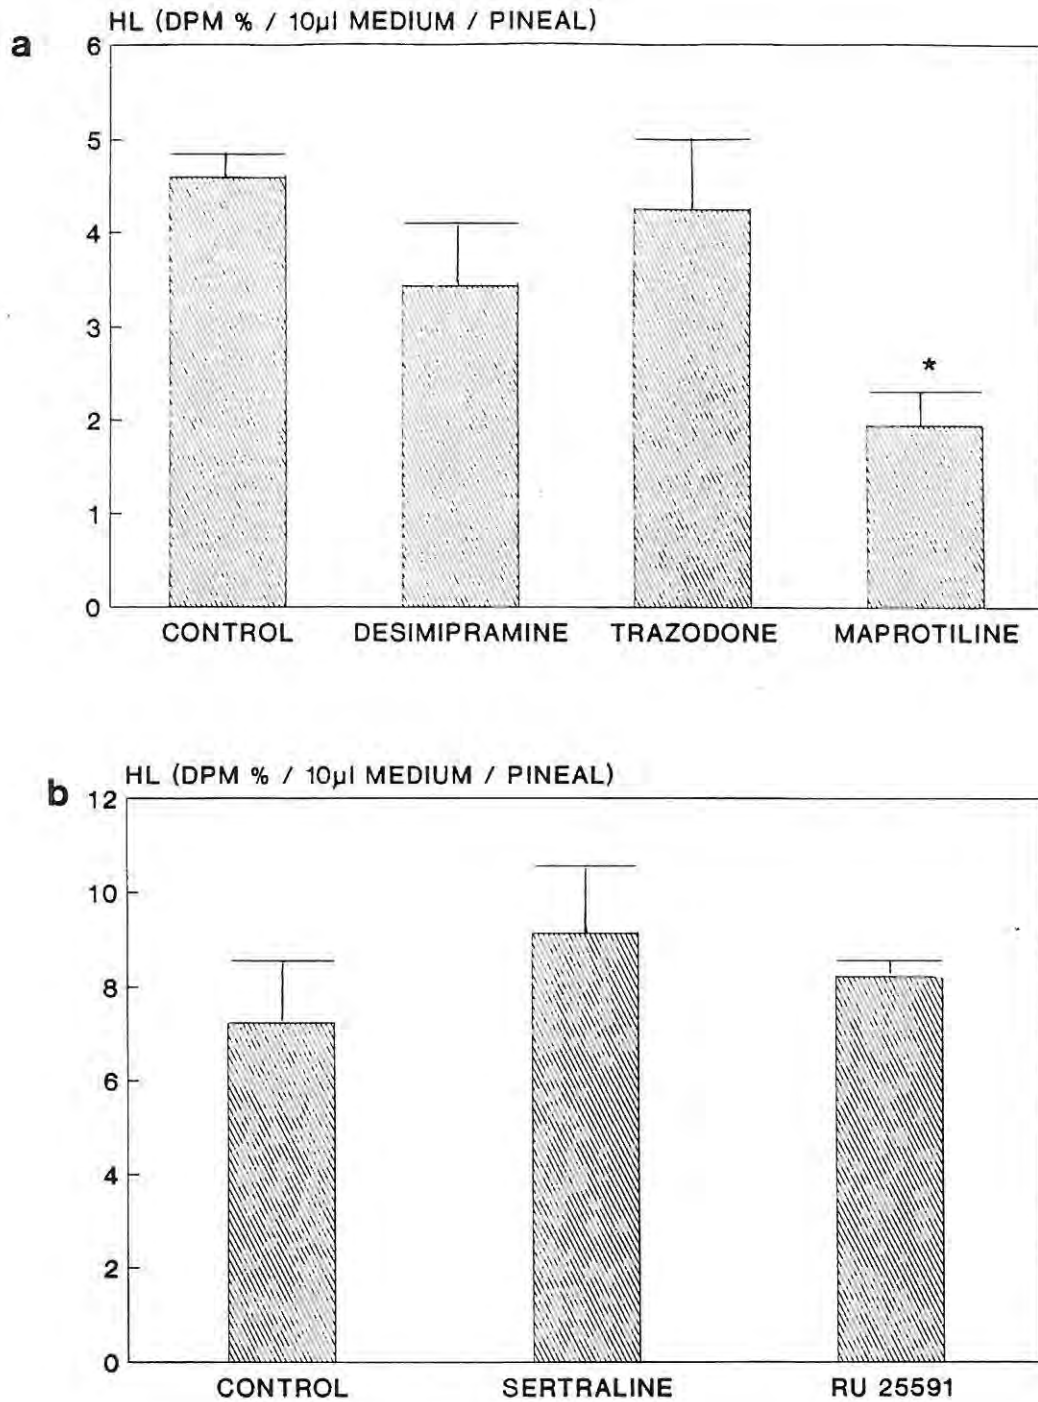 a
HL (DPM % / 10µl MEDIUM / PINEAL)
6
5
4
3
2
1
0
*
CONTROL DESIMIPRAMINE TRAZODONE MAPROTILINE
b
HL (DPM % / 10µl MEDIUM / PINEAL)
12
10
8
6
4
2
0
CONTROL SERTRALINE RU 25591